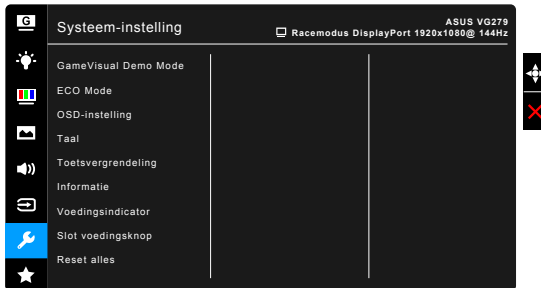 G
Systeem-instelling
ASUS VG279
Racemodus DisplayPort 1920x1080@ 144Hz
GameVisual Demo Mode
ECO Mode
OSD-instelling
Taal
Toetsvergrendeling
Informatie
Voedingsindicator
Slot voedingsknop
Reset alles